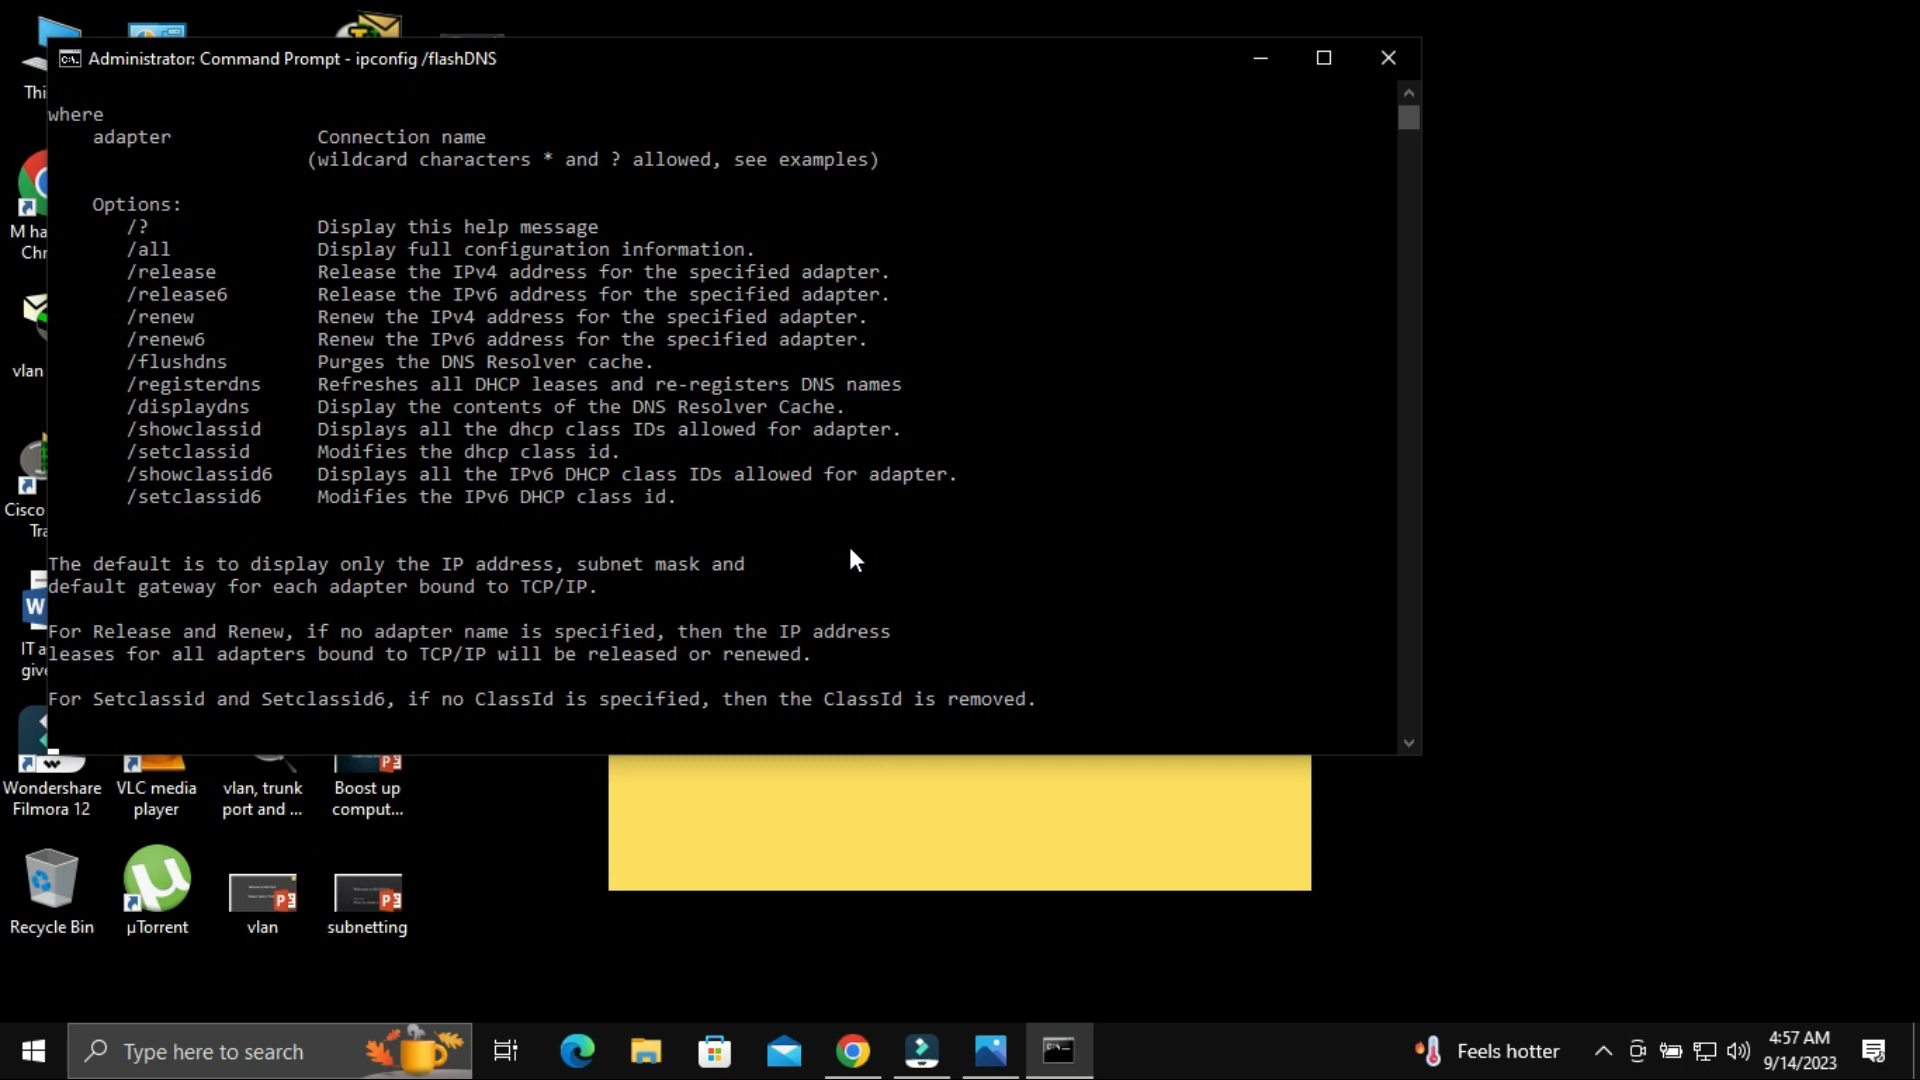 Administrator: Command Prompt - ipconfig /flashDNS
where
adapter Connection name
(wildcard characters * and ? allowed, see examples)
Options:
/? Display this help message
/all Display full configuration information.
/release Release the IPv4 address for the specified adapter.
/release6 Release the IPv6 address for the specified adapter.
/renew Renew the IPv4 address for the specified adapter.
/renew6 Renew the IPv6 address for the specified adapter.
/flushdns Purges the DNS Resolver cache.
/registerdns Refreshes all DHCP leases and re-registers DNS names
/displaydns Display the contents of the DNS Resolver Cache.
/showclassid Displays all the dhcp class IDs allowed for adapter.
/setclassid Modifies the dhcp class id.
/showclassid6 Displays all the IPv6 DHCP class IDs allowed for adapter.
/setclassid6 Modifies the IPv6 DHCP class id.
The default is to display only the IP address, subnet mask and
default gateway for each adapter bound to TCP/IP.
For Release and Renew, if no adapter name is specified, then the IP address
leases for all adapters bound to TCP/IP will be released or renewed.
For Setclassid and Setclassid6, if no ClassId is specified, then the ClassId is removed.
Thi
M ha
Chr
vlan
Cisco
Tra
IT a
give
Wondershare
Filmora 12
VLC media
player
vlan, trunk
port and ...
Boost up
comput...
Recycle Bin
µTorrent
vlan
subnetting
Type here to search
Feels hotter
4:57 AM
9/14/2023